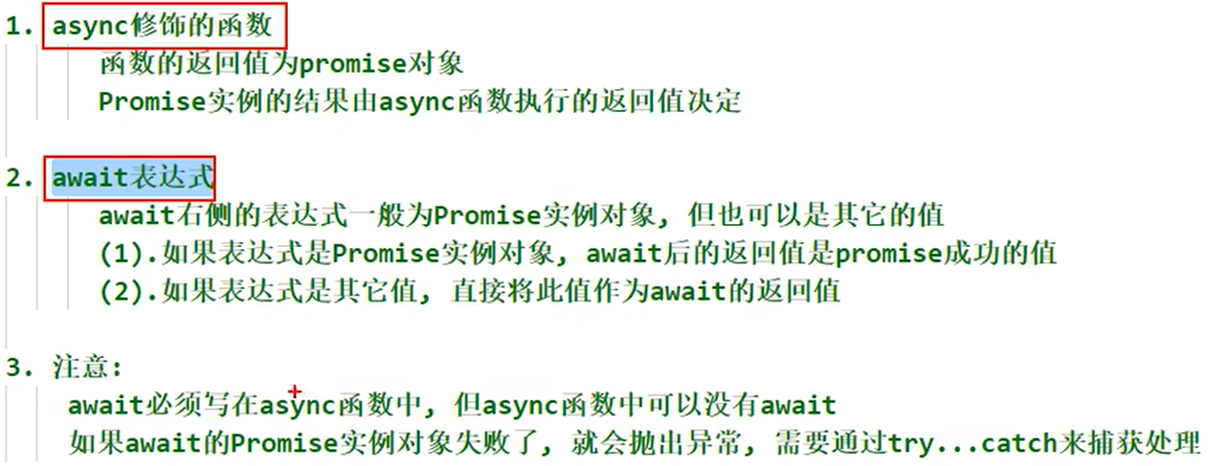 1. async修饰的函数
函数的返回值为promise对象
Promise实例的结果由async函数执行的返回值决定
2. await表达式
await右侧的表达式一般为Promise实例对象, 但也可以是其它的值
(1).如果表达式是Promise实例对象, await后的返回值是promise成功的值
(2).如果表达式是其它值, 直接将此值作为await的返回值
3. 注意:
await必须写在async函数中, 但async函数中可以没有await
如果await的Promise实例对象失败了, 就会抛出异常, 需要通过try...catch来捕获处理